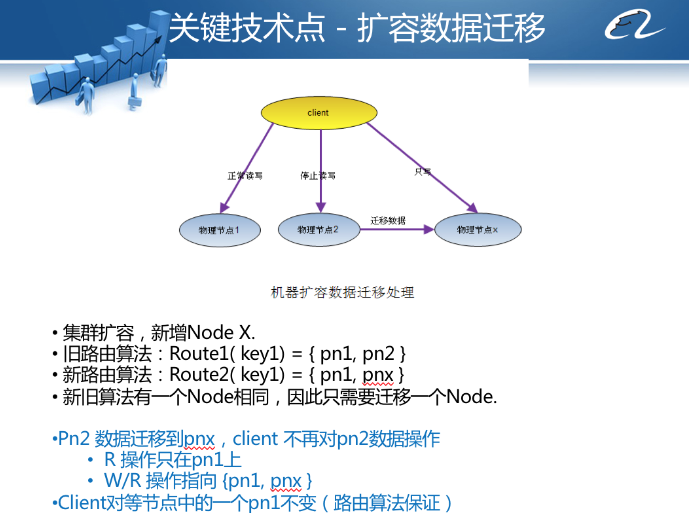 关键技术点 - 扩容数据迁移
client
正常读写
停止读写
只写
物理节点1
物理节点2
迁移数据
物理节点x
机器扩容数据迁移处理
• 集群扩容，新增Node X.
• 旧路由算法：Route1( key1) = { pn1, pn2 }
• 新路由算法：Route2( key1) = { pn1, pnx }
• 新旧算法有一个Node相同，因此只需要迁移一个Node.
•Pn2 数据迁移到pnx，client 不再对pn2数据操作
• R 操作只在pn1上
• W/R 操作指向 {pn1, pnx }
•Client对等节点中的一个pn1不变（路由算法保证）